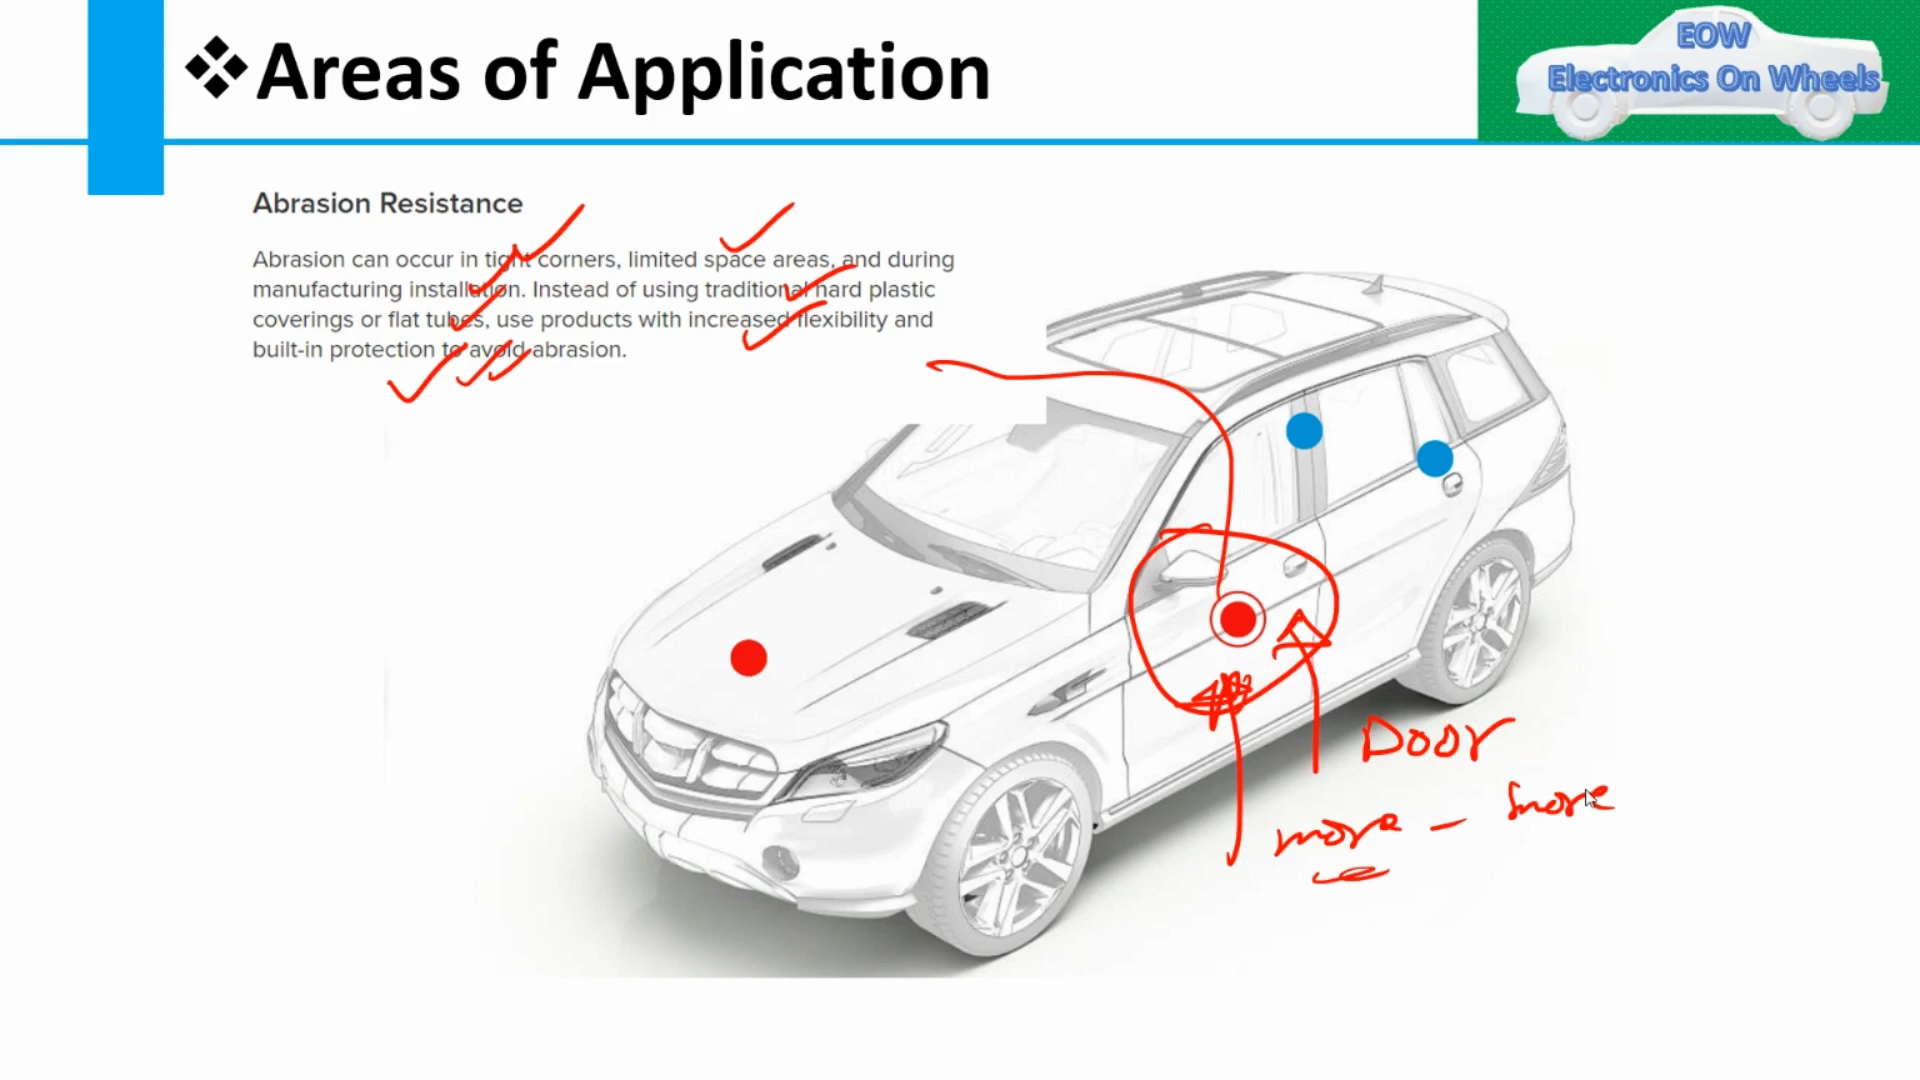 ❖Areas of Application
EOW
Electronics On Wheels
Abrasion Resistance
Abrasion can occur in tight corners, limited space areas, and during
manufacturing installation. Instead of using traditional hard plastic
coverings or flat tubes, use products with increased flexibility and
built-in protection to avoid abrasion.
Door
more -